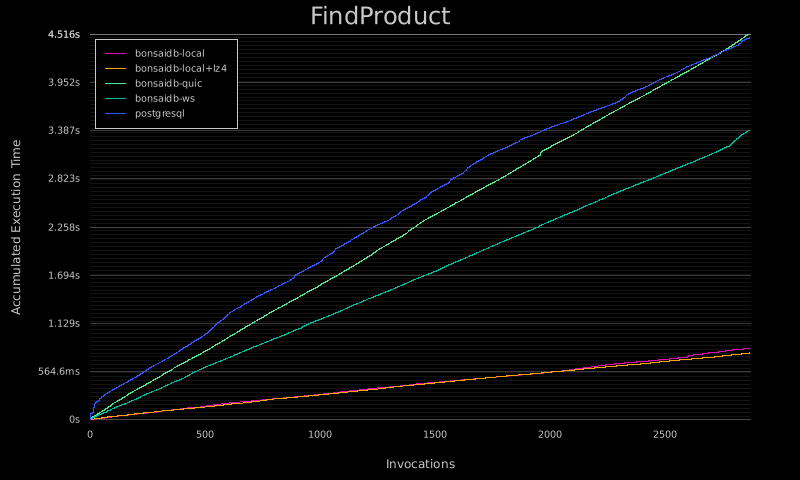 FindProduct
4.516s
3.952s
3.387s
2.823s
2.258s
1.694s
1.129s
564.6ms
0s
Accumulated Execution Time
bonsaidb-local
bonsaidb-local+lz4
bonsaidb-quic
bonsaidb-ws
postgresql
0 500 1000 1500 2000 2500
Invocations